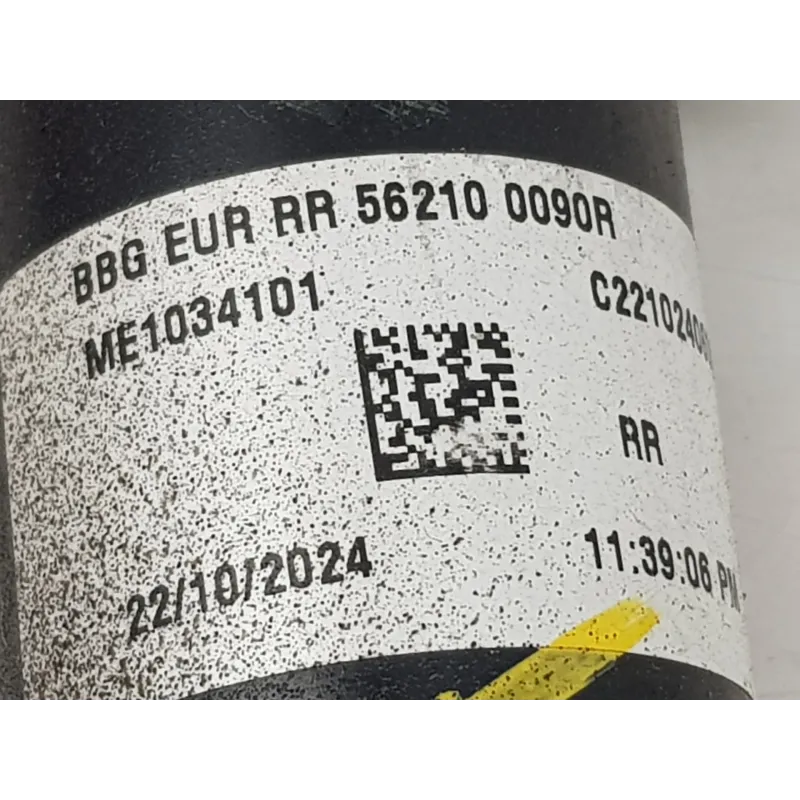 BBG EUR RR 56210 0090R
ME1034101
RR
22/10/2024 11:39:06 PM